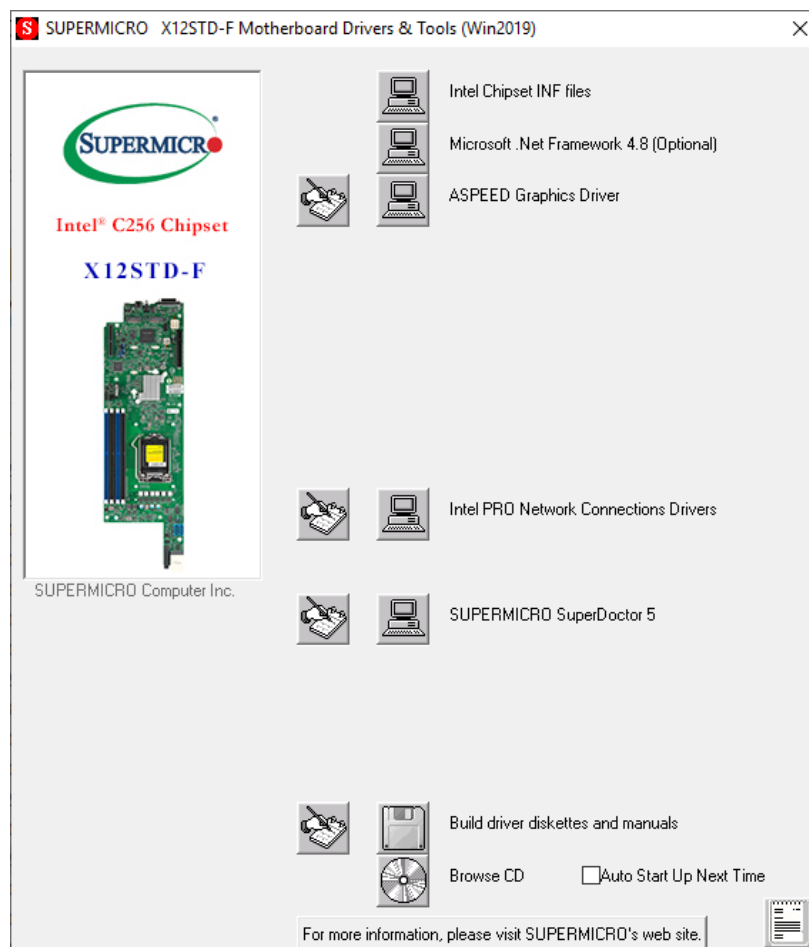 S SUPERMICRO X12STD-F Motherboard Drivers & Tools (Win2019)
SUPERMICR
Intel® C256 Chipset
X12STD-F
SUPERMICRO Computer Inc.
Intel Chipset INF files
Microsoft .Net Framework 4.8 (Optional)
ASPEED Graphics Driver
Intel PRO Network Connections Drivers
SUPERMICRO SuperDoctor 5
Build driver diskettes and manuals
Browse CD
Auto Start Up Next Time
For more information, please visit SUPERMICRO's web site.